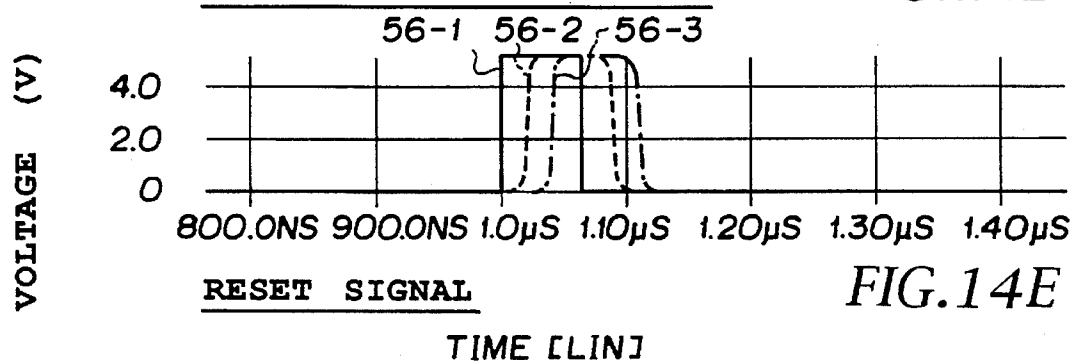 56-1 56-2 56-3
VOLTAGE (V)
4.0
2.0
0
800.0NS 900.0NS 1.0µS 1.10µS 1.20µS 1.30µS 1.40µS
RESET SIGNAL
FIG.14E
TIME [LIN]